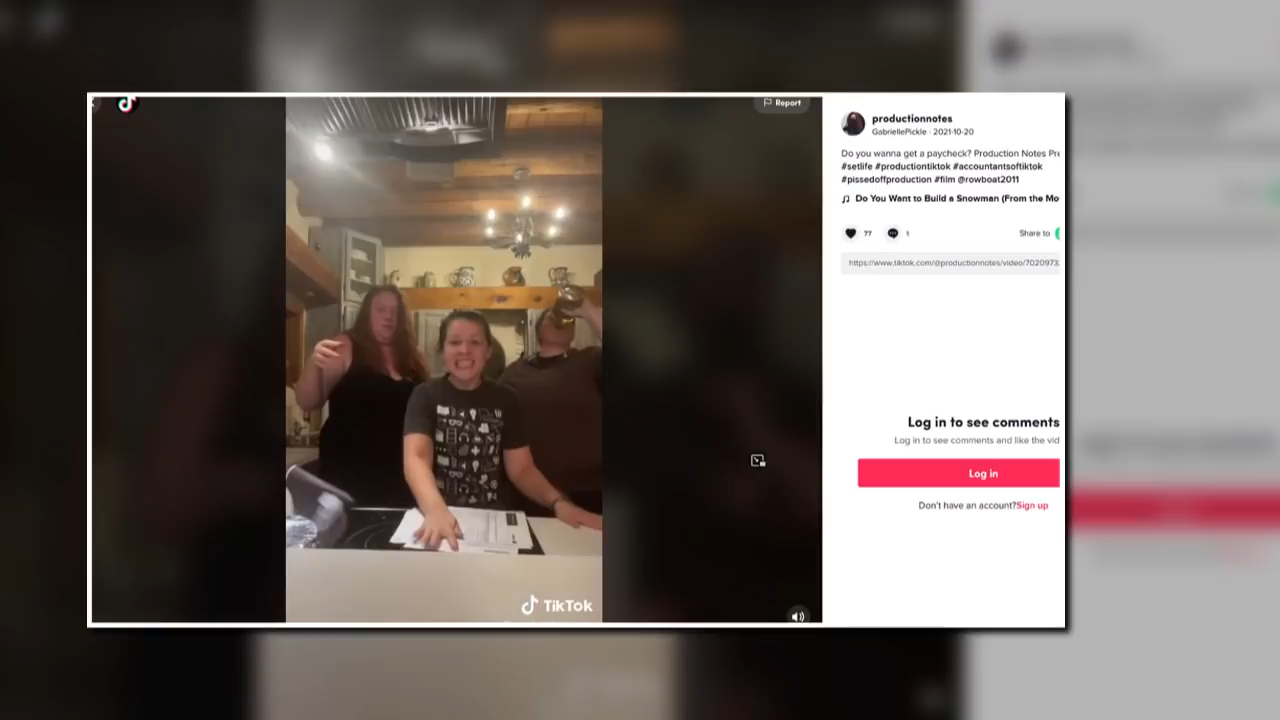 Report
productionnotes
GabriellePickle · 2021-10-20
Do you wanna get a paycheck? Production Notes Pre
#setlife #productiontiktok #accountantsoftiktok
#pissedoffproduction #film @rowboat2011
Do You Want to Build a Snowman (From the Mo
77
1
Share to
https://www.tiktok.com/@productionnotes/video/702097
Log in to see comments
Log in to see comments and like the vid
Log in
Don't have an account?Sign up
TikTok